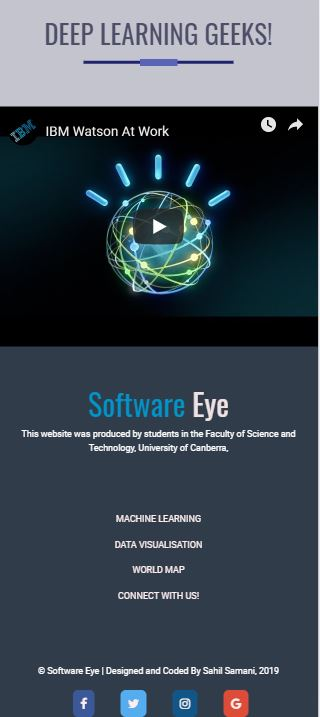 DEEP LEARNING GEEKS!
IBM
IBM Watson At Work
Software Eye
This website was produced by students in the Faculty of Science and
Technology, University of Canberra,
MACHINE LEARNING
DATA VISUALISATION
WORLD MAP
CONNECT WITH US!
© Software Eye | Designed and Coded By Sahil Samani, 2019